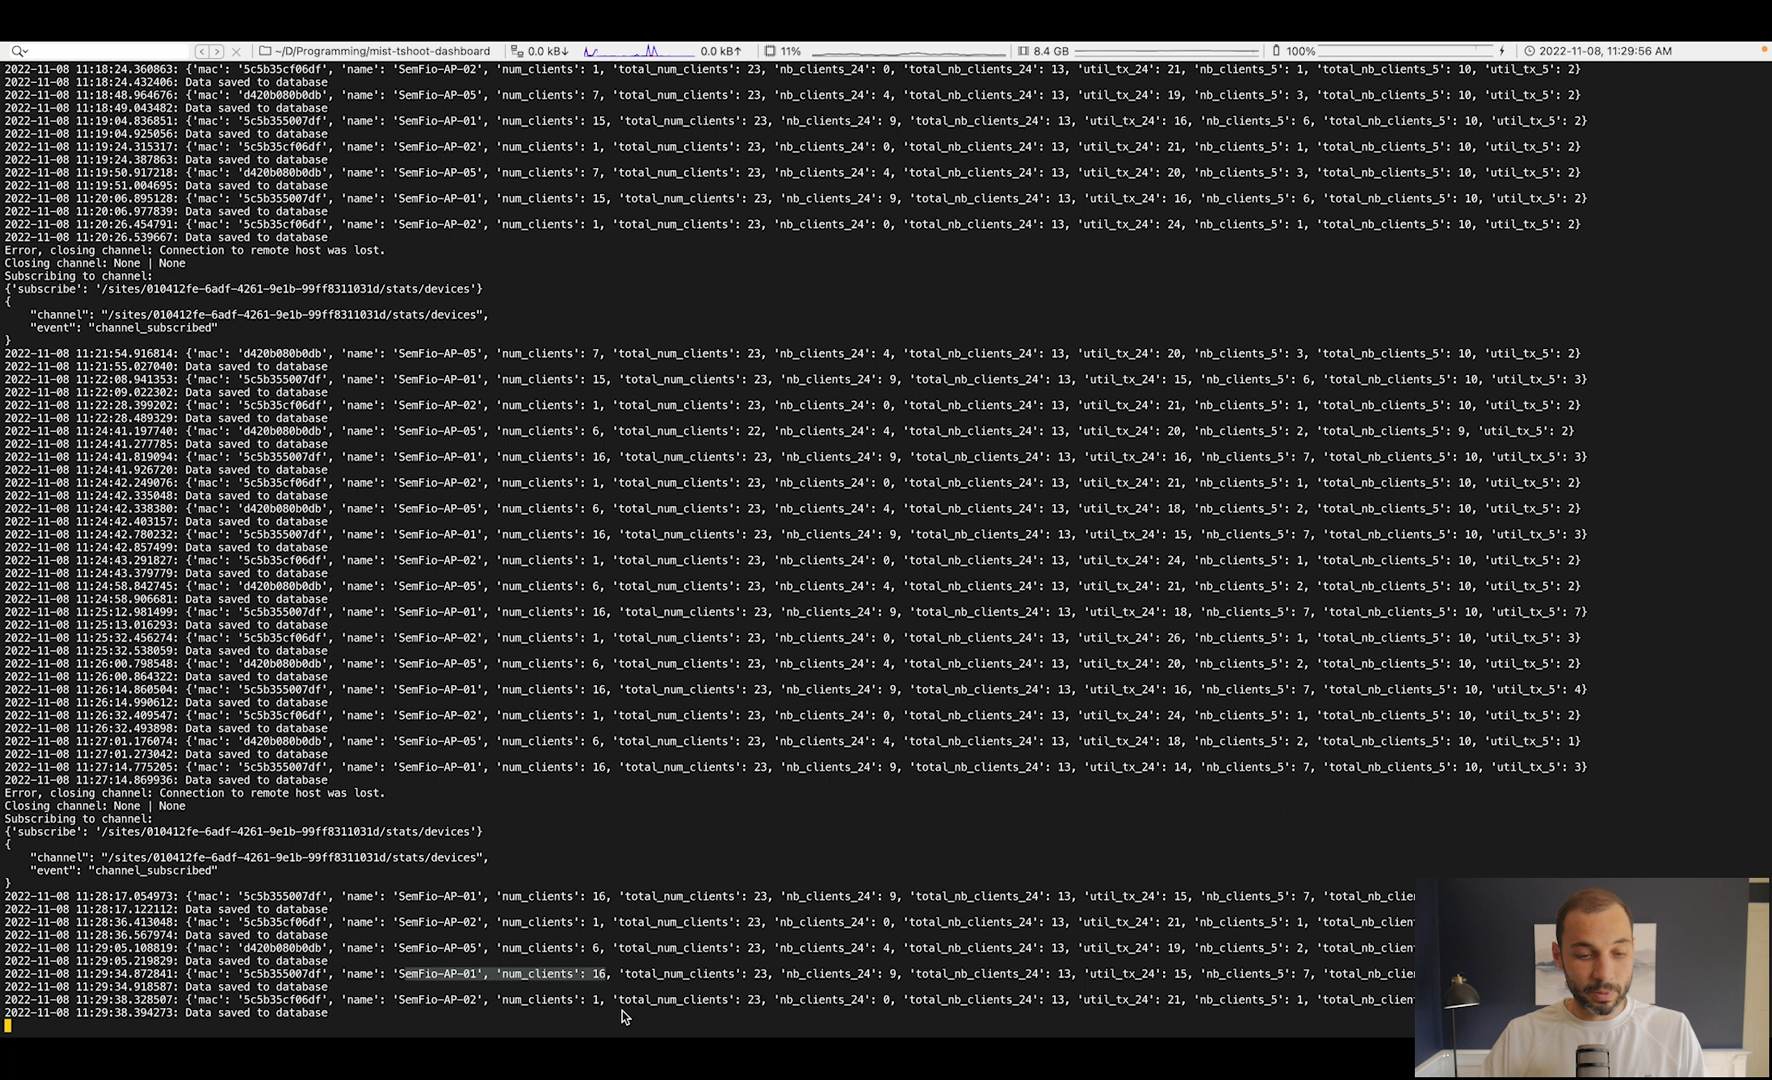 ~/D/Programming/mist-tshoot-dashboard 0.0 kB↓ 0.0 kB↑ 11% 8.4 GB 100% 2022-11-08, 11:29:56 AM
2022-11-08 11:18:24.360863: {'mac': '5c5b35cf06df', 'name': 'SemFio-AP-02', 'num_clients': 1, 'total_num_clients': 23, 'nb_clients_24': 0, 'total_nb_clients_24': 13, 'util_tx_24': 21, 'nb_clients_5': 1, 'total_nb_clients_5': 10, 'util_tx_5': 2}
2022-11-08 11:18:24.432406: Data saved to database
2022-11-08 11:18:48.964676: {'mac': 'd420b080b0db', 'name': 'SemFio-AP-05', 'num_clients': 7, 'total_num_clients': 23, 'nb_clients_24': 4, 'total_nb_clients_24': 13, 'util_tx_24': 19, 'nb_clients_5': 3, 'total_nb_clients_5': 10, 'util_tx_5': 2}
2022-11-08 11:18:49.043482: Data saved to database
2022-11-08 11:19:04.836851: {'mac': '5c5b355007df', 'name': 'SemFio-AP-01', 'num_clients': 15, 'total_num_clients': 23, 'nb_clients_24': 9, 'total_nb_clients_24': 13, 'util_tx_24': 16, 'nb_clients_5': 6, 'total_nb_clients_5': 10, 'util_tx_5': 2}
2022-11-08 11:19:04.925056: Data saved to database
2022-11-08 11:19:24.315317: {'mac': '5c5b35cf06df', 'name': 'SemFio-AP-02', 'num_clients': 1, 'total_num_clients': 23, 'nb_clients_24': 0, 'total_nb_clients_24': 13, 'util_tx_24': 21, 'nb_clients_5': 1, 'total_nb_clients_5': 10, 'util_tx_5': 2}
2022-11-08 11:19:24.387863: Data saved to database
2022-11-08 11:19:50.917218: {'mac': 'd420b080b0db', 'name': 'SemFio-AP-05', 'num_clients': 7, 'total_num_clients': 23, 'nb_clients_24': 4, 'total_nb_clients_24': 13, 'util_tx_24': 20, 'nb_clients_5': 3, 'total_nb_clients_5': 10, 'util_tx_5': 2}
2022-11-08 11:19:51.004695: Data saved to database
2022-11-08 11:20:06.895128: {'mac': '5c5b355007df', 'name': 'SemFio-AP-01', 'num_clients': 15, 'total_num_clients': 23, 'nb_clients_24': 9, 'total_nb_clients_24': 13, 'util_tx_24': 16, 'nb_clients_5': 6, 'total_nb_clients_5': 10, 'util_tx_5': 2}
2022-11-08 11:20:06.977839: Data saved to database
2022-11-08 11:20:26.454791: {'mac': '5c5b35cf06df', 'name': 'SemFio-AP-02', 'num_clients': 1, 'total_num_clients': 23, 'nb_clients_24': 0, 'total_nb_clients_24': 13, 'util_tx_24': 24, 'nb_clients_5': 1, 'total_nb_clients_5': 10, 'util_tx_5': 2}
2022-11-08 11:20:26.539667: Data saved to database
Error, closing channel: Connection to remote host was lost.
Closing channel: None | None
Subscribing to channel:
{'subscribe': '/sites/010412fe-6adf-4261-9e1b-99ff8311031d/stats/devices'}
{
"channel": "/sites/010412fe-6adf-4261-9e1b-99ff8311031d/stats/devices",
"event": "channel_subscribed"
}
2022-11-08 11:21:54.916814: {'mac': 'd420b080b0db', 'name': 'SemFio-AP-05', 'num_clients': 7, 'total_num_clients': 23, 'nb_clients_24': 4, 'total_nb_clients_24': 13, 'util_tx_24': 20, 'nb_clients_5': 3, 'total_nb_clients_5': 10, 'util_tx_5': 2}
2022-11-08 11:21:55.027040: Data saved to database
2022-11-08 11:22:08.941353: {'mac': '5c5b355007df', 'name': 'SemFio-AP-01', 'num_clients': 15, 'total_num_clients': 23, 'nb_clients_24': 9, 'total_nb_clients_24': 13, 'util_tx_24': 15, 'nb_clients_5': 6, 'total_nb_clients_5': 10, 'util_tx_5': 3}
2022-11-08 11:22:09.022302: Data saved to database
2022-11-08 11:22:28.399202: {'mac': '5c5b35cf06df', 'name': 'SemFio-AP-02', 'num_clients': 1, 'total_num_clients': 23, 'nb_clients_24': 0, 'total_nb_clients_24': 13, 'util_tx_24': 21, 'nb_clients_5': 1, 'total_nb_clients_5': 10, 'util_tx_5': 2}
2022-11-08 11:22:28.489329: Data saved to database
2022-11-08 11:24:41.197740: {'mac': 'd420b080b0db', 'name': 'SemFio-AP-05', 'num_clients': 6, 'total_num_clients': 22, 'nb_clients_24': 4, 'total_nb_clients_24': 13, 'util_tx_24': 20, 'nb_clients_5': 2, 'total_nb_clients_5': 9, 'util_tx_5': 2}
2022-11-08 11:24:41.277785: Data saved to database
2022-11-08 11:24:41.819094: {'mac': '5c5b355007df', 'name': 'SemFio-AP-01', 'num_clients': 16, 'total_num_clients': 23, 'nb_clients_24': 9, 'total_nb_clients_24': 13, 'util_tx_24': 16, 'nb_clients_5': 7, 'total_nb_clients_5': 10, 'util_tx_5': 3}
2022-11-08 11:24:41.926720: Data saved to database
2022-11-08 11:24:42.249076: {'mac': '5c5b35cf06df', 'name': 'SemFio-AP-02', 'num_clients': 1, 'total_num_clients': 23, 'nb_clients_24': 0, 'total_nb_clients_24': 13, 'util_tx_24': 21, 'nb_clients_5': 1, 'total_nb_clients_5': 10, 'util_tx_5': 2}
2022-11-08 11:24:42.335048: Data saved to database
2022-11-08 11:24:42.338380: {'mac': 'd420b080b0db', 'name': 'SemFio-AP-05', 'num_clients': 6, 'total_num_clients': 23, 'nb_clients_24': 4, 'total_nb_clients_24': 13, 'util_tx_24': 18, 'nb_clients_5': 2, 'total_nb_clients_5': 10, 'util_tx_5': 2}
2022-11-08 11:24:42.403157: Data saved to database
2022-11-08 11:24:42.780232: {'mac': '5c5b355007df', 'name': 'SemFio-AP-01', 'num_clients': 16, 'total_num_clients': 23, 'nb_clients_24': 9, 'total_nb_clients_24': 13, 'util_tx_24': 15, 'nb_clients_5': 7, 'total_nb_clients_5': 10, 'util_tx_5': 3}
2022-11-08 11:24:42.857499: Data saved to database
2022-11-08 11:24:43.291827: {'mac': '5c5b35cf06df', 'name': 'SemFio-AP-02', 'num_clients': 1, 'total_num_clients': 23, 'nb_clients_24': 0, 'total_nb_clients_24': 13, 'util_tx_24': 24, 'nb_clients_5': 1, 'total_nb_clients_5': 10, 'util_tx_5': 2}
2022-11-08 11:24:43.379779: Data saved to database
2022-11-08 11:24:58.842745: {'mac': 'd420b080b0db', 'name': 'SemFio-AP-05', 'num_clients': 6, 'total_num_clients': 23, 'nb_clients_24': 4, 'total_nb_clients_24': 13, 'util_tx_24': 21, 'nb_clients_5': 2, 'total_nb_clients_5': 10, 'util_tx_5': 2}
2022-11-08 11:24:58.906681: Data saved to database
2022-11-08 11:25:12.981499: {'mac': '5c5b355007df', 'name': 'SemFio-AP-01', 'num_clients': 16, 'total_num_clients': 23, 'nb_clients_24': 9, 'total_nb_clients_24': 13, 'util_tx_24': 18, 'nb_clients_5': 7, 'total_nb_clients_5': 10, 'util_tx_5': 7}
2022-11-08 11:25:13.016293: Data saved to database
2022-11-08 11:25:32.456274: {'mac': '5c5b35cf06df', 'name': 'SemFio-AP-02', 'num_clients': 1, 'total_num_clients': 23, 'nb_clients_24': 0, 'total_nb_clients_24': 13, 'util_tx_24': 26, 'nb_clients_5': 1, 'total_nb_clients_5': 10, 'util_tx_5': 3}
2022-11-08 11:25:32.538059: Data saved to database
2022-11-08 11:26:00.798548: {'mac': 'd420b080b0db', 'name': 'SemFio-AP-05', 'num_clients': 6, 'total_num_clients': 23, 'nb_clients_24': 4, 'total_nb_clients_24': 13, 'util_tx_24': 20, 'nb_clients_5': 2, 'total_nb_clients_5': 10, 'util_tx_5': 2}
2022-11-08 11:26:00.864322: Data saved to database
2022-11-08 11:26:14.860504: {'mac': '5c5b355007df', 'name': 'SemFio-AP-01', 'num_clients': 16, 'total_num_clients': 23, 'nb_clients_24': 9, 'total_nb_clients_24': 13, 'util_tx_24': 16, 'nb_clients_5': 7, 'total_nb_clients_5': 10, 'util_tx_5': 4}
2022-11-08 11:26:14.990612: Data saved to database
2022-11-08 11:26:32.409547: {'mac': '5c5b35cf06df', 'name': 'SemFio-AP-02', 'num_clients': 1, 'total_num_clients': 23, 'nb_clients_24': 0, 'total_nb_clients_24': 13, 'util_tx_24': 24, 'nb_clients_5': 1, 'total_nb_clients_5': 10, 'util_tx_5': 2}
2022-11-08 11:26:32.493898: Data saved to database
2022-11-08 11:27:01.176074: {'mac': 'd420b080b0db', 'name': 'SemFio-AP-05', 'num_clients': 6, 'total_num_clients': 23, 'nb_clients_24': 4, 'total_nb_clients_24': 13, 'util_tx_24': 18, 'nb_clients_5': 2, 'total_nb_clients_5': 10, 'util_tx_5': 1}
2022-11-08 11:27:01.273042: Data saved to database
2022-11-08 11:27:14.775205: {'mac': '5c5b355007df', 'name': 'SemFio-AP-01', 'num_clients': 16, 'total_num_clients': 23, 'nb_clients_24': 9, 'total_nb_clients_24': 13, 'util_tx_24': 14, 'nb_clients_5': 7, 'total_nb_clients_5': 10, 'util_tx_5': 3}
2022-11-08 11:27:14.869936: Data saved to database
Error, closing channel: Connection to remote host was lost.
Closing channel: None | None
Subscribing to channel:
{'subscribe': '/sites/010412fe-6adf-4261-9e1b-99ff8311031d/stats/devices'}
{
"channel": "/sites/010412fe-6adf-4261-9e1b-99ff8311031d/stats/devices",
"event": "channel_subscribed"
}
2022-11-08 11:28:17.054973: {'mac': '5c5b355007df', 'name': 'SemFio-AP-01', 'num_clients': 16, 'total_num_clients': 23, 'nb_clients_24': 9, 'total_nb_clients_24': 13, 'util_tx_24': 15, 'nb_clients_5': 7, 'total_nb_clie
2022-11-08 11:28:17.122112: Data saved to database
2022-11-08 11:28:36.413048: {'mac': '5c5b35cf06df', 'name': 'SemFio-AP-02', 'num_clients': 1, 'total_num_clients': 23, 'nb_clients_24': 0, 'total_nb_clients_24': 13, 'util_tx_24': 21, 'nb_clients_5': 1, 'total_nb_clie
2022-11-08 11:28:36.567974: Data saved to database
2022-11-08 11:29:05.108819: {'mac': 'd420b080b0db', 'name': 'SemFio-AP-05', 'num_clients': 6, 'total_num_clients': 23, 'nb_clients_24': 4, 'total_nb_clients_24': 13, 'util_tx_24': 19, 'nb_clients_5': 2, 'total_nb_clie
2022-11-08 11:29:05.219829: Data saved to database
2022-11-08 11:29:34.872841: {'mac': '5c5b355007df', 'name': 'SemFio-AP-01', 'num_clients': 16, 'total_num_clients': 23, 'nb_clients_24': 9, 'total_nb_clients_24': 13, 'util_tx_24': 15, 'nb_clients_5': 7, 'total_nb_clie
2022-11-08 11:29:34.918587: Data saved to database
2022-11-08 11:29:38.328507: {'mac': '5c5b35cf06df', 'name': 'SemFio-AP-02', 'num_clients': 1, 'total_num_clients': 23, 'nb_clients_24': 0, 'total_nb_clients_24': 13, 'util_tx_24': 21, 'nb_clients_5': 1, 'total_nb_clie
2022-11-08 11:29:38.394273: Data saved to database